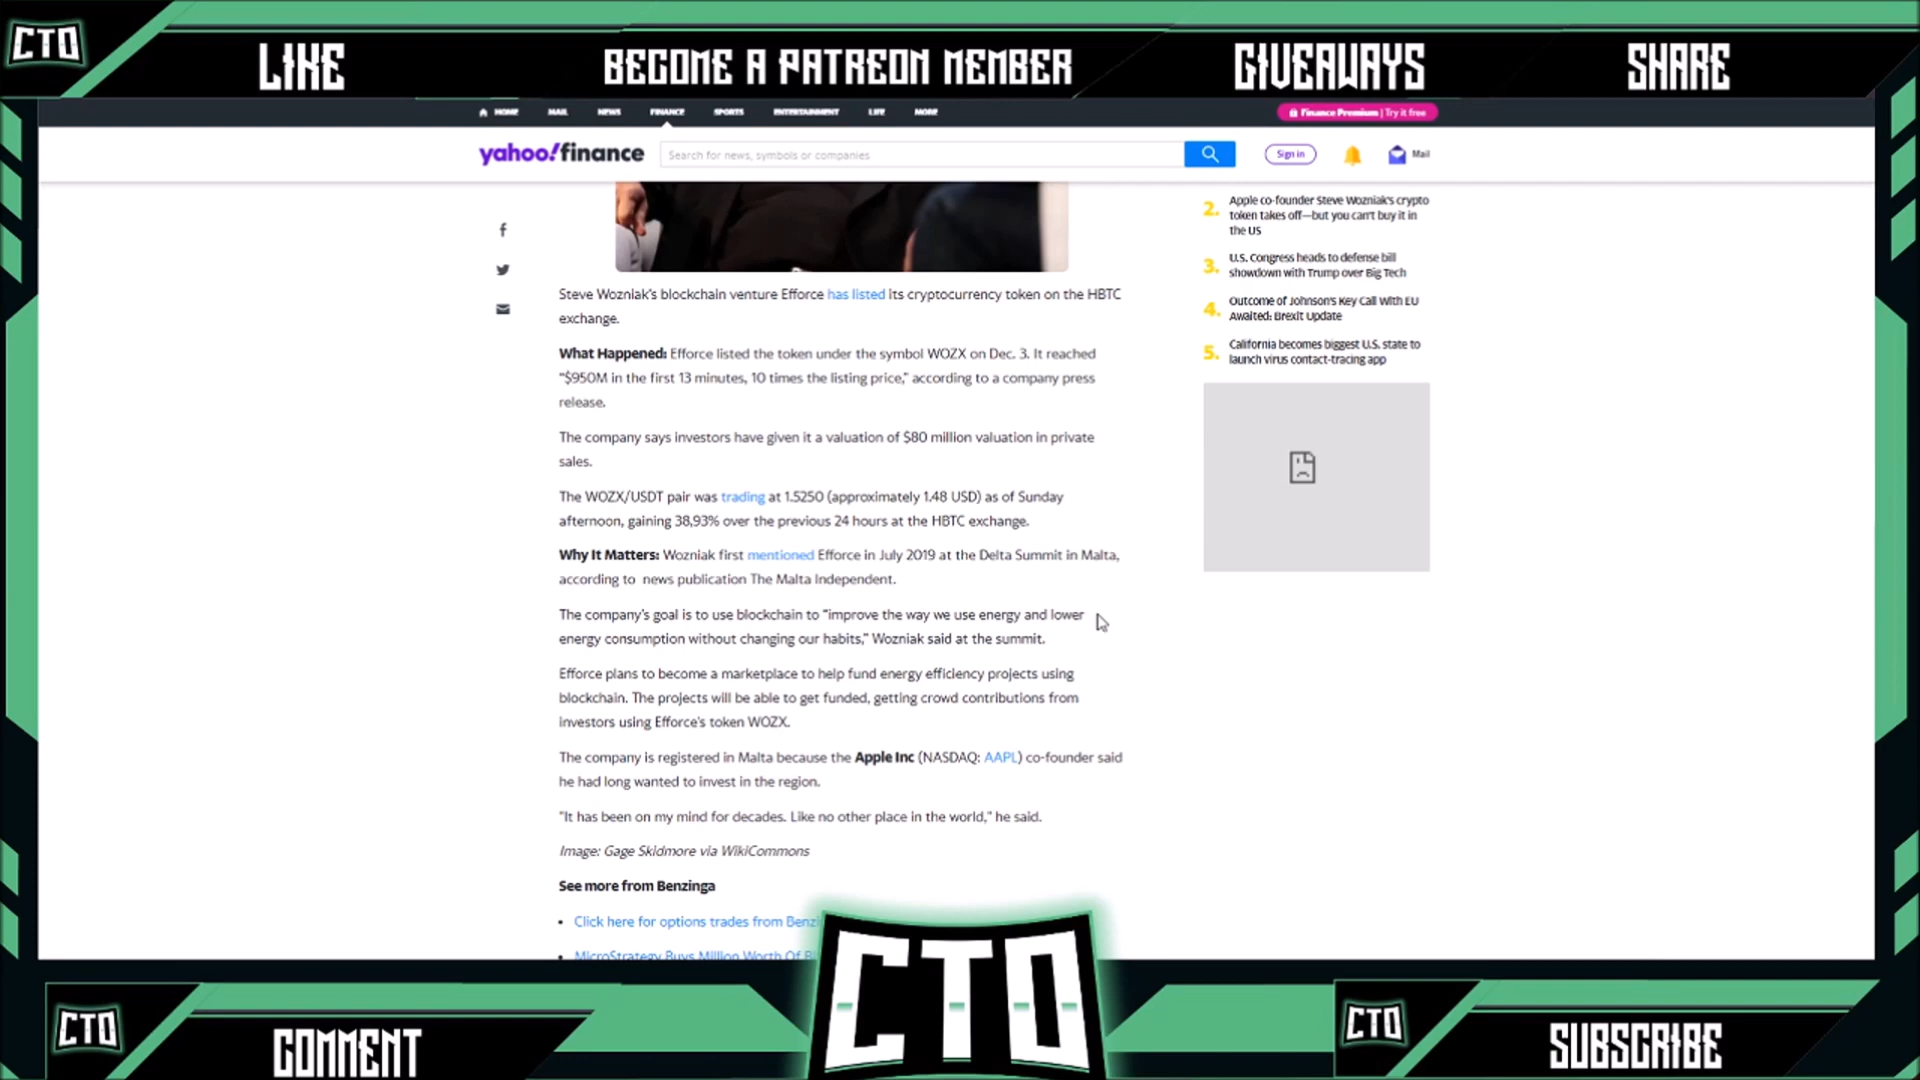 CTO
LIKE
BECOME A PATREON MEMBER
GIVEAWAYS
SHARE
HOME MAIL NEWS FINANCE SPORTS ENTERTAINMENT LIFE MORE
Finance Premium | Try it free
yahoo!finance
Search for news, symbols or companies
Sign in
Mail
Steve Wozniak's blockchain venture Efforce has listed its cryptocurrency token on the HBTC
exchange.
What Happened: Efforce listed the token under the symbol WOZX on Dec. 3. It reached
"$950M in the first 13 minutes, 10 times the listing price," according to a company press
release.
The company says investors have given it a valuation of $80 million valuation in private
sales.
The WOZX/USDT pair was trading at 1.5250 (approximately 1.48 USD) as of Sunday
afternoon, gaining 38,93% over the previous 24 hours at the HBTC exchange.
Why It Matters: Wozniak first mentioned Efforce in July 2019 at the Delta Summit in Malta,
according to news publication The Malta Independent.
The company's goal is to use blockchain to "improve the way we use energy and lower
energy consumption without changing our habits," Wozniak said at the summit.
Efforce plans to become a marketplace to help fund energy efficiency projects using
blockchain. The projects will be able to get funded, getting crowd contributions from
investors using Efforce's token WOZX.
The company is registered in Malta because the Apple Inc (NASDAQ: AAPL) co-founder said
he had long wanted to invest in the region.
"It has been on my mind for decades. Like no other place in the world," he said.
Image: Gage Skidmore via WikiCommons
See more from Benzinga
• Click here for options trades from Benzi
• MicroStrategy Buys Million Worth Of Bi
2. Apple co-founder Steve Wozniak's crypto
token takes off—but you can't buy it in
the US
3. U.S. Congress heads to defense bill
showdown with Trump over Big Tech
4. Outcome of Johnson's Key Call With EU
Awaited: Brexit Update
5. California becomes biggest U.S. state to
launch virus contact-tracing app
CTO
COMMENT
CTO
CTO
SUBSCRIBE